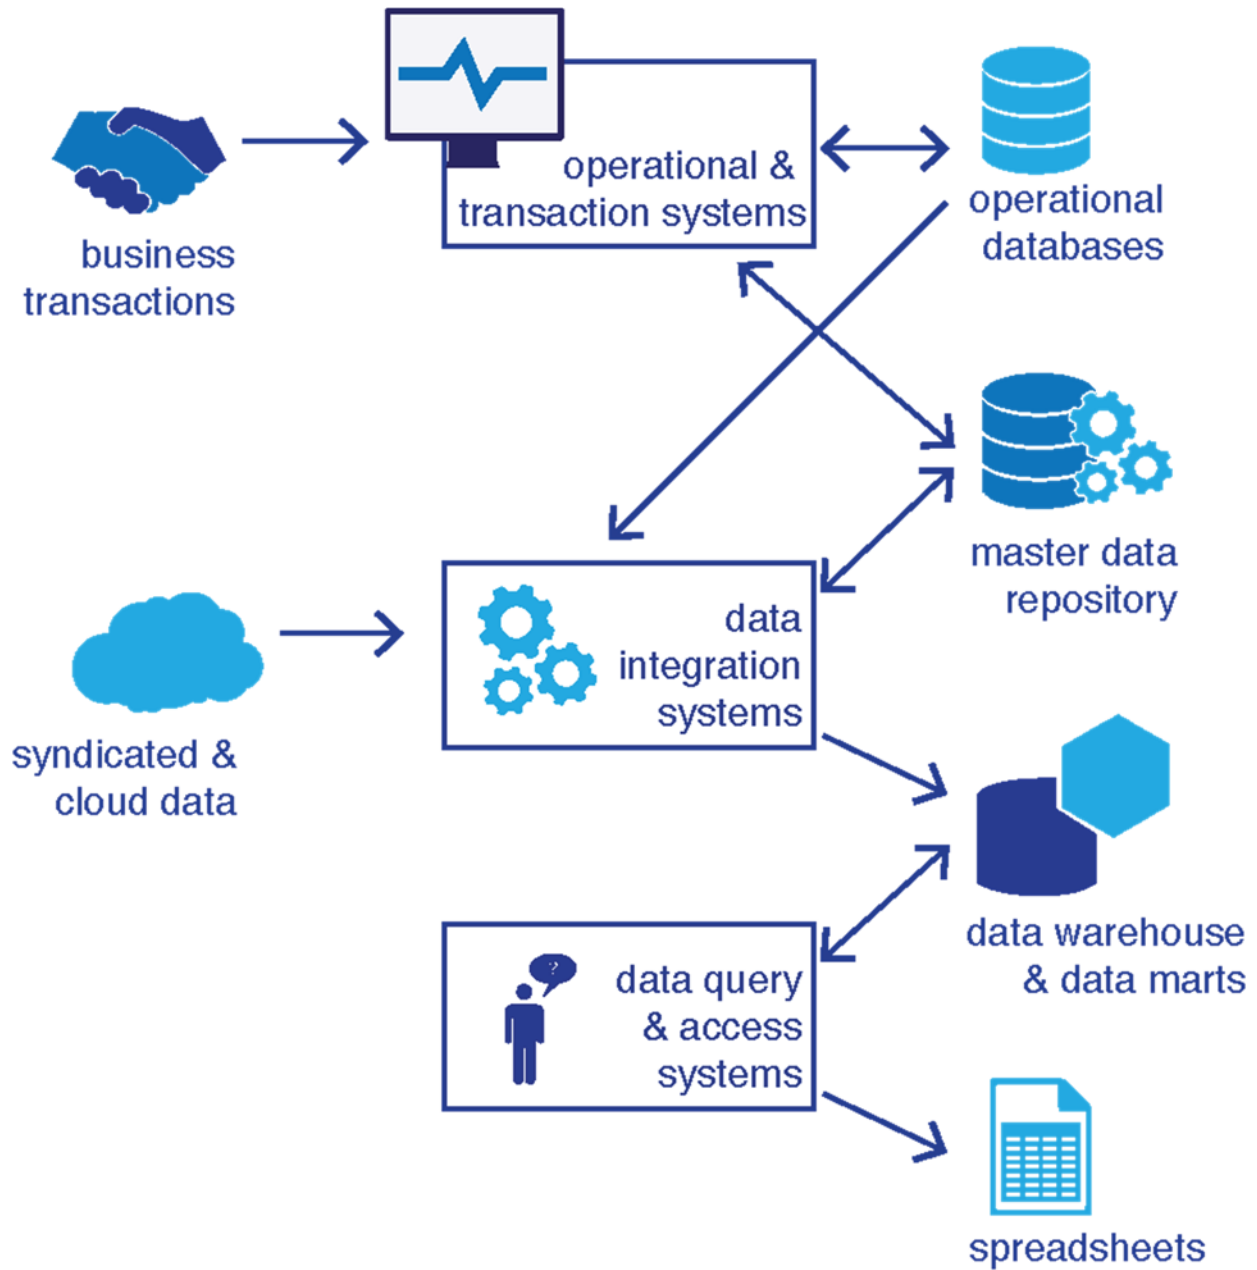 operational &
transaction systems
operational
databases
business
transactions
master data
repository
data
integration
systems
syndicated &
cloud data
data warehouse
& data marts
?
data query
& access
systems
spreadsheets